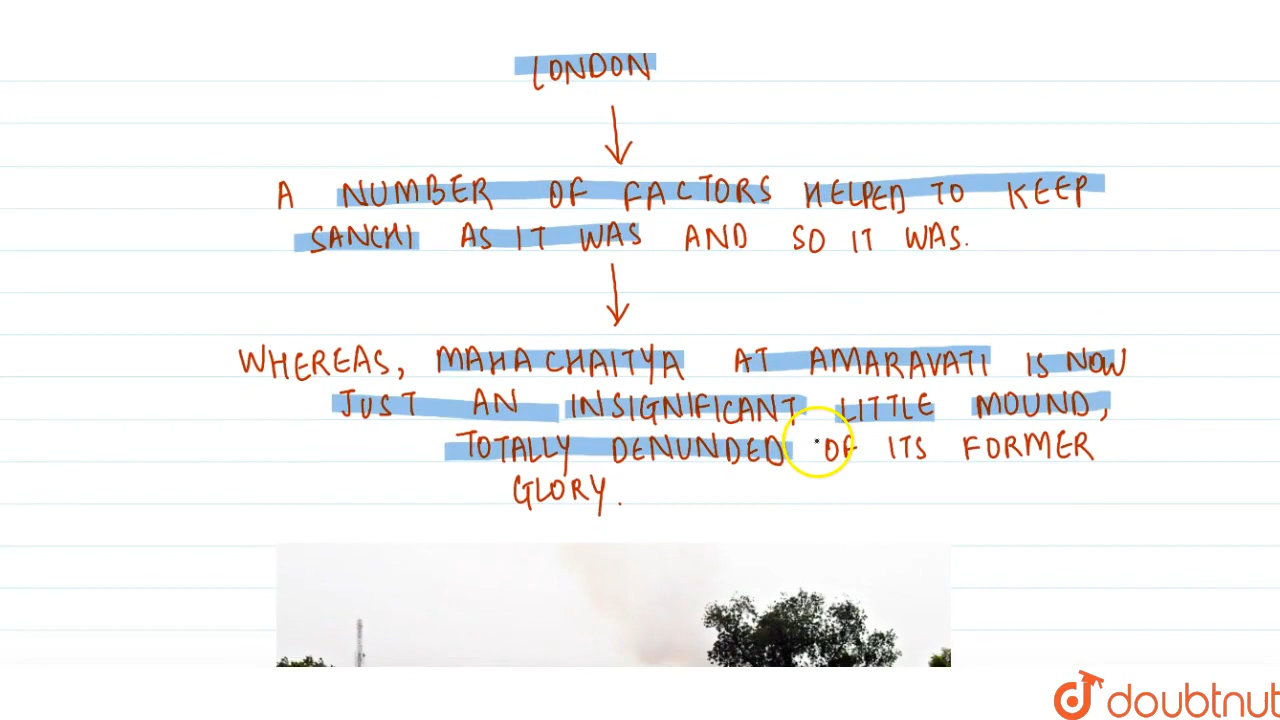 LONDON
A NUMBER OF FACTORS HELPED TO KEEP
SANCHI AS IT WAS AND SO IT WAS.
WHEREAS, MAHACHAITYA AT AMARAVATI IS NOW
JUST AN INSIGNIFICANT LITTLE MOUND,
TOTALLY DENUNDED OF ITS FORMER
GLORY.
doubtnut